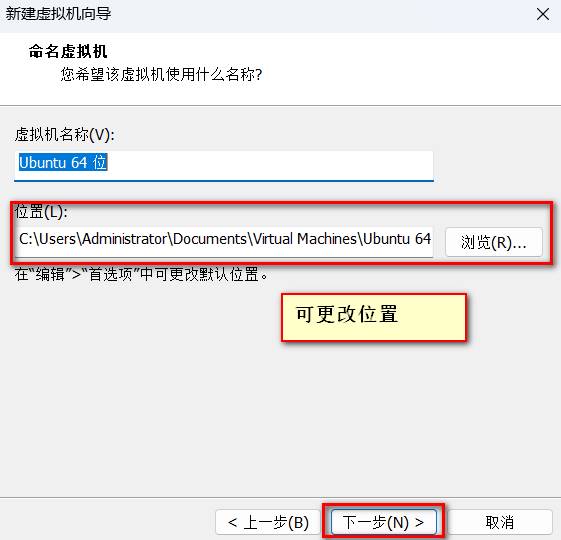 新建虚拟机向导
命名虚拟机
您希望该虚拟机使用什么名称?
虚拟机名称(V):
Ubuntu 64 位
位置(L):
C:\Users\Administrator\Documents\Virtual Machines\Ubuntu 64
浏览(R)...
在“编辑”>“首选项”中可更改默认位置。
可更改位置
< 上一步(B)
下一步(N) >
取消